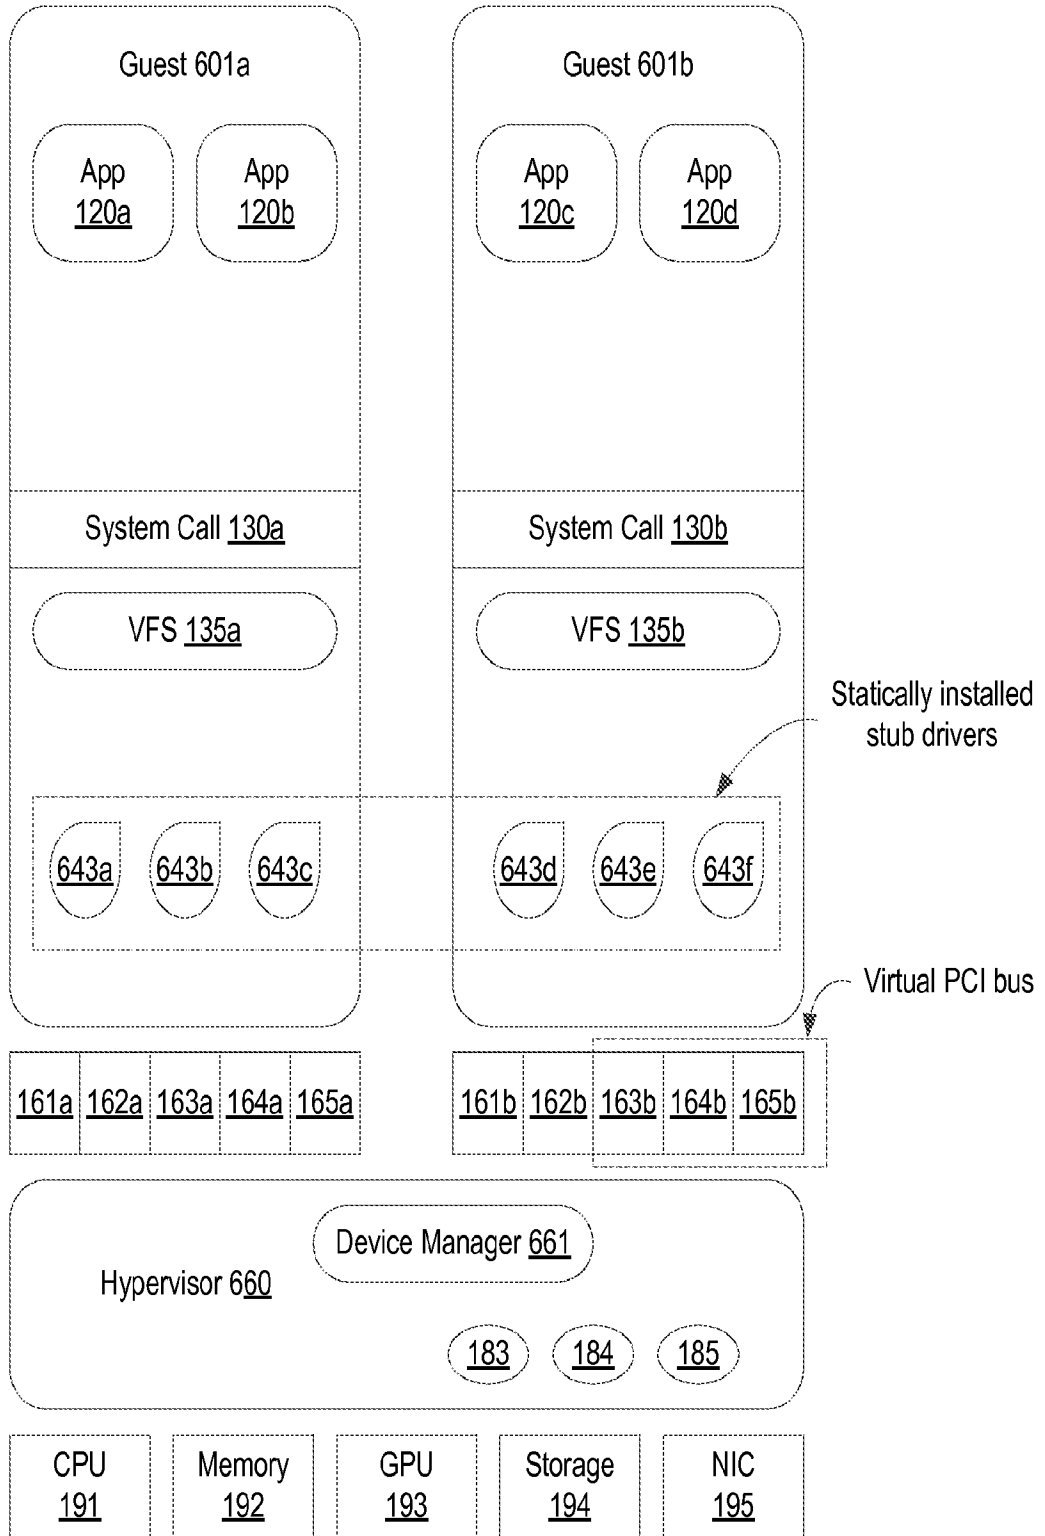 Guest 601a
Guest 601b
App
120a
App
120b
App
120c
App
120d
System Call 130a
System Call 130b
VFS 135a
VFS 135b
Statically installed
stub drivers
643a 643b 643c
643d 643e 643f
Virtual PCI bus
161a 162a 163a 164a 165a
161b 162b 163b 164b 165b
Device Manager 661
Hypervisor 660
183 184 185
CPU
191
Memory
192
GPU
193
Storage
194
NIC
195